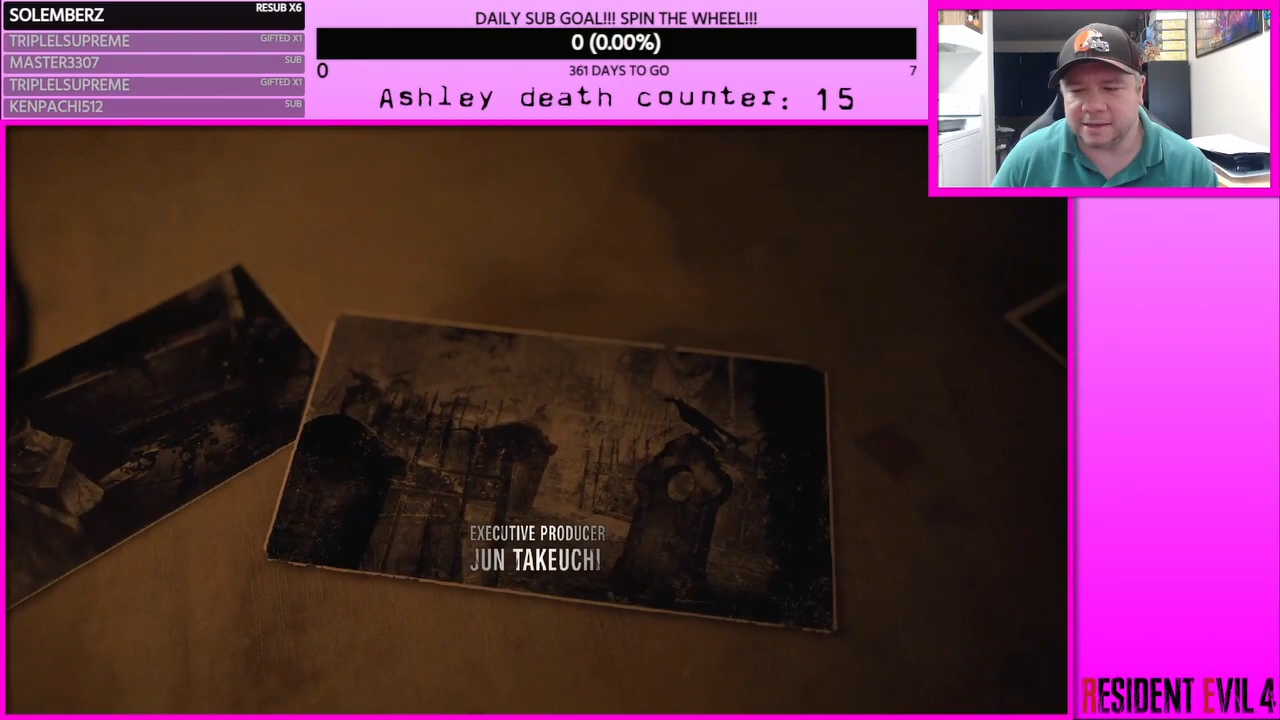 SOLEMBERZ RESUB X6
TRIPLELSUPREME GIFTED X1
MASTER3307 SUB
TRIPLELSUPREME GIFTED X1
KENPACHI512 SUB
DAILY SUB GOAL!!! SPIN THE WHEEL!!!
0 (0.00%)
0 361 DAYS TO GO 7
Ashley death counter: 15
EXECUTIVE PRODUCER
JUN TAKEUCHI
RESIDENT EVIL 4